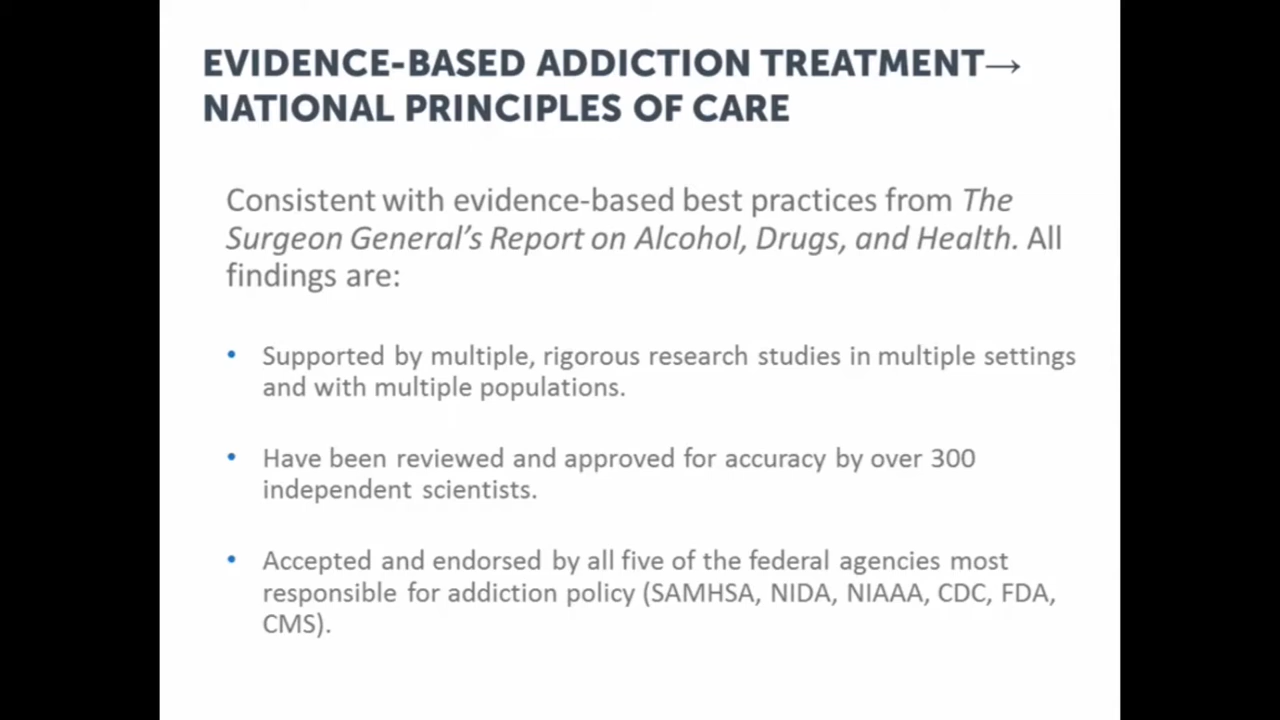 EVIDENCE-BASED ADDICTION TREATMENT→
NATIONAL PRINCIPLES OF CARE
Consistent with evidence-based best practices from The
Surgeon General's Report on Alcohol, Drugs, and Health. All
findings are:
• Supported by multiple, rigorous research studies in multiple settings
and with multiple populations.
• Have been reviewed and approved for accuracy by over 300
independent scientists.
• Accepted and endorsed by all five of the federal agencies most
responsible for addiction policy (SAMHSA, NIDA, NIAAA, CDC, FDA,
CMS).